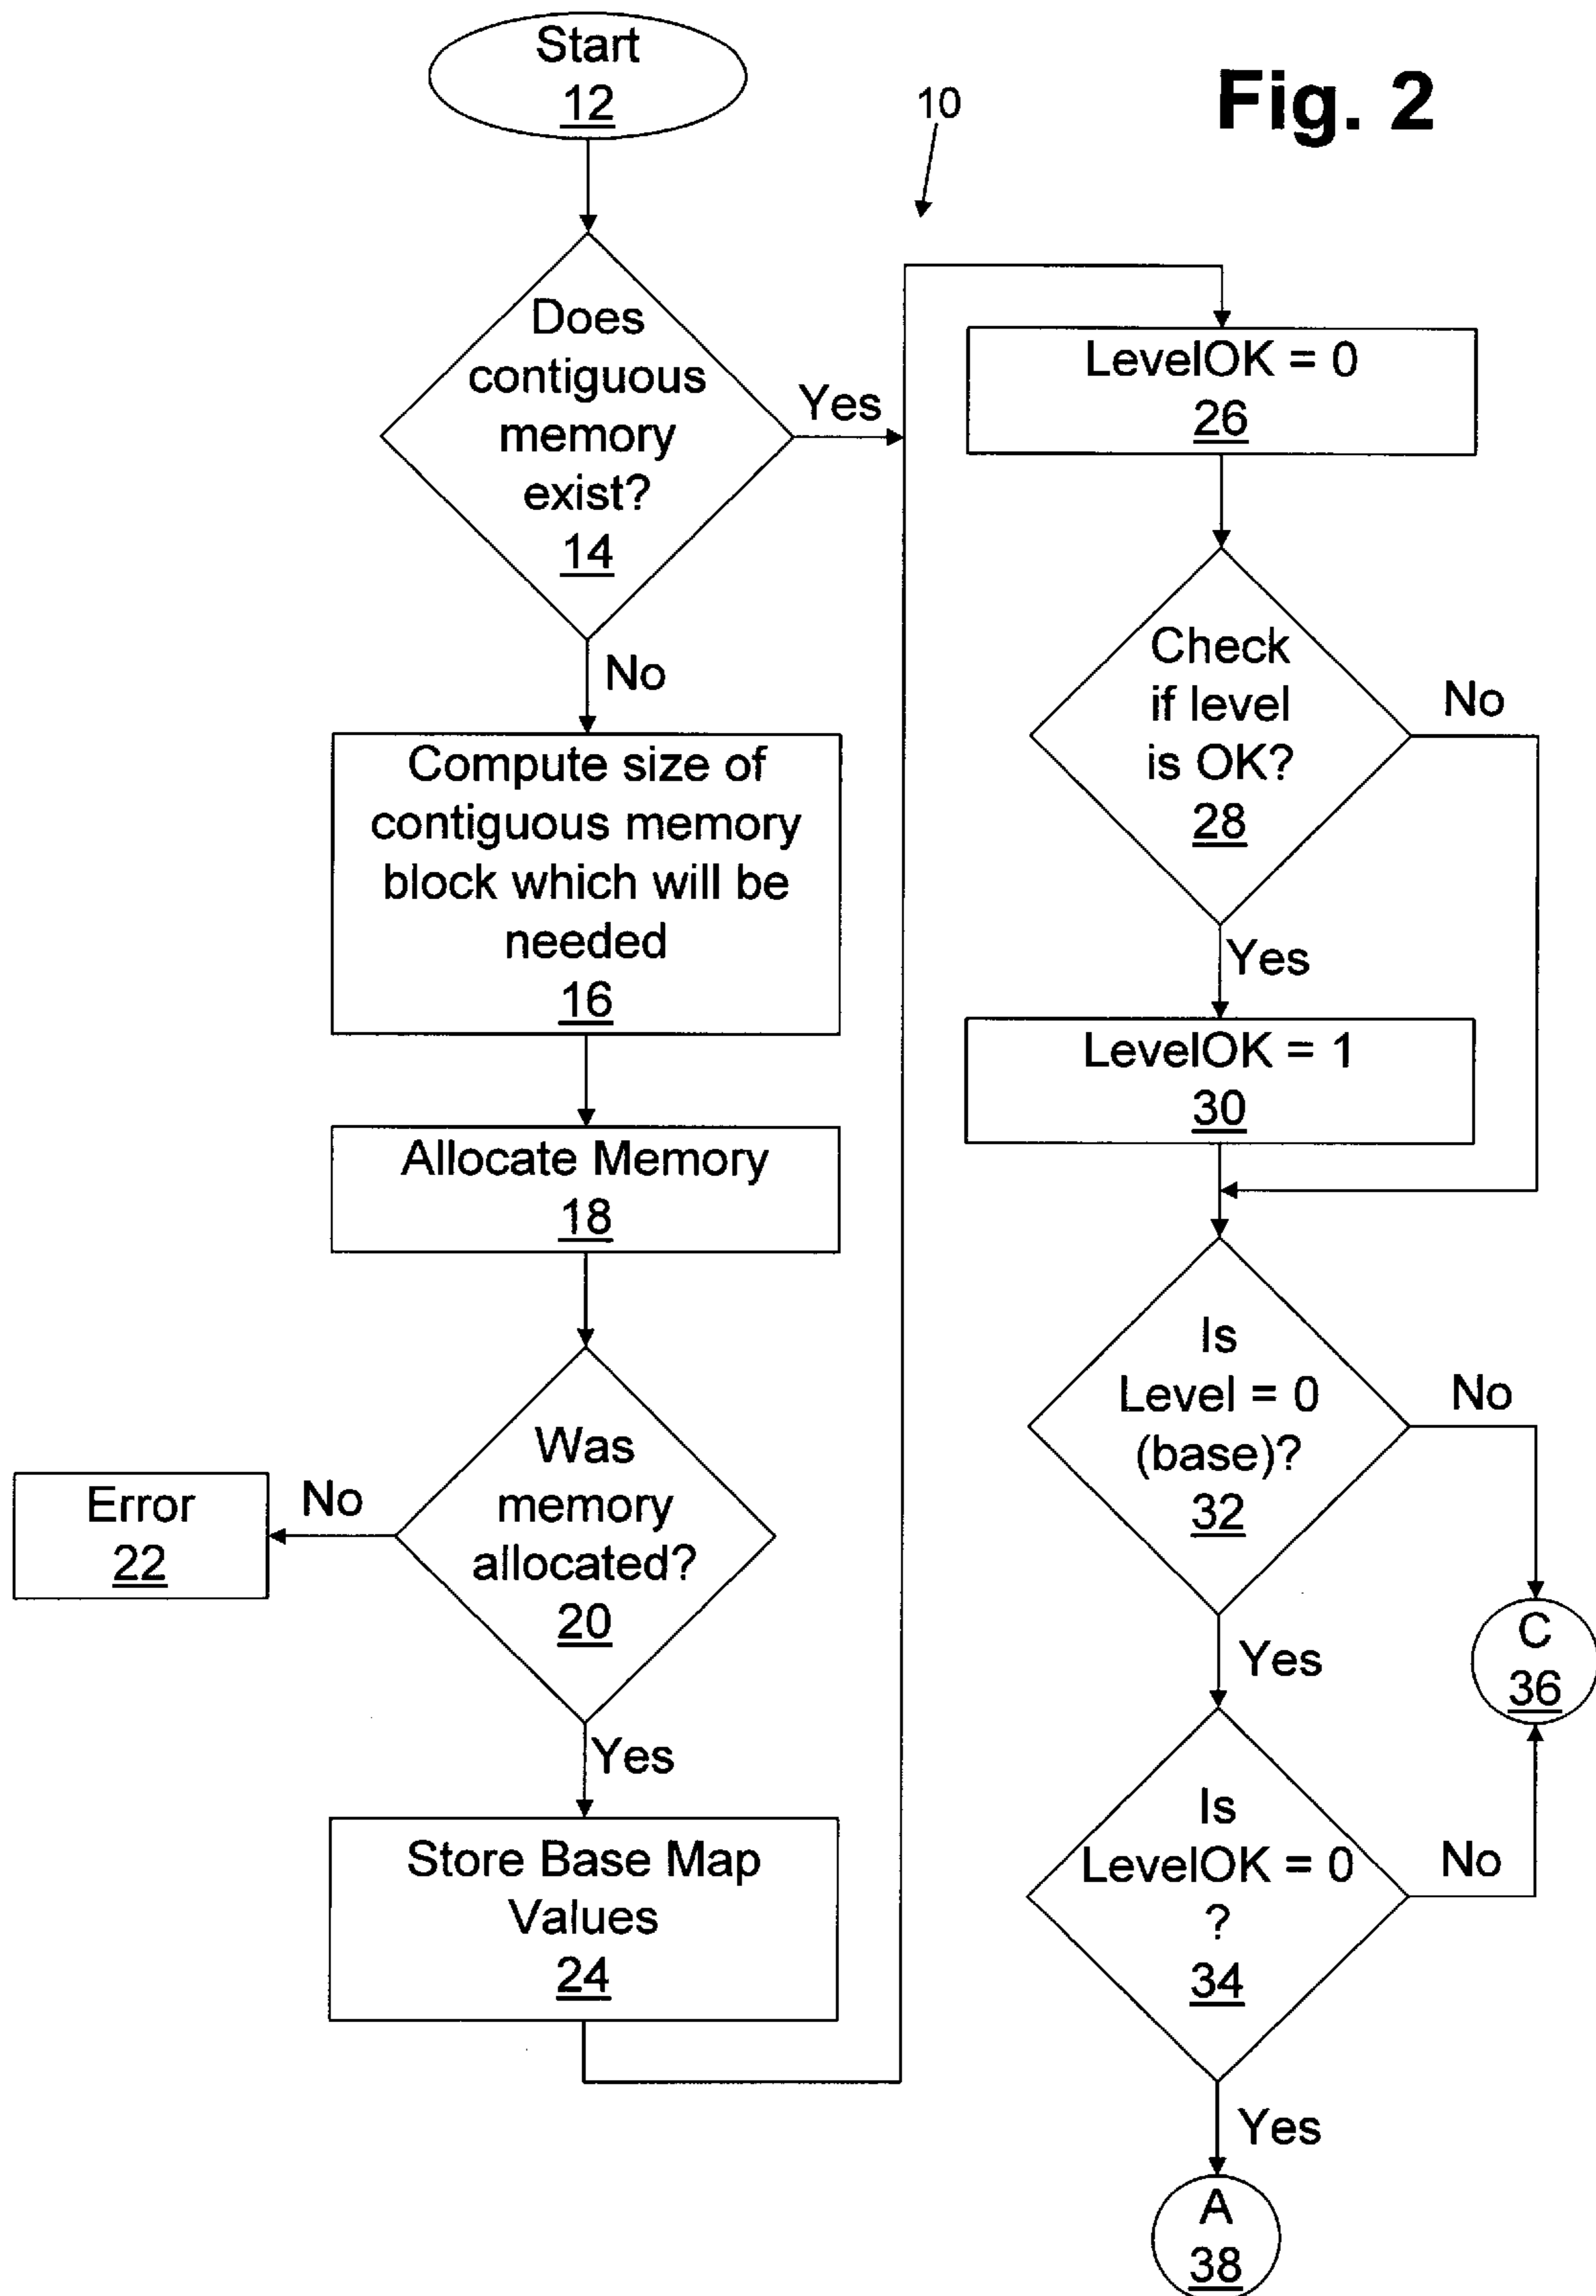 Fig. 2
10
Start
12
Does
contiguous
memory
exist?
14
Yes
No
Compute size of
contiguous memory
block which will be
needed
16
Allocate Memory
18
Was
memory
allocated?
20
No
Error
22
Yes
Store Base Map
Values
24
LevelOK = 0
26
Check
if level
is OK?
28
No
Yes
LevelOK = 1
30
Is
Level = 0
(base)?
32
No
Yes
C
36
Is
LevelOK = 0
?
34
No
Yes
A
38